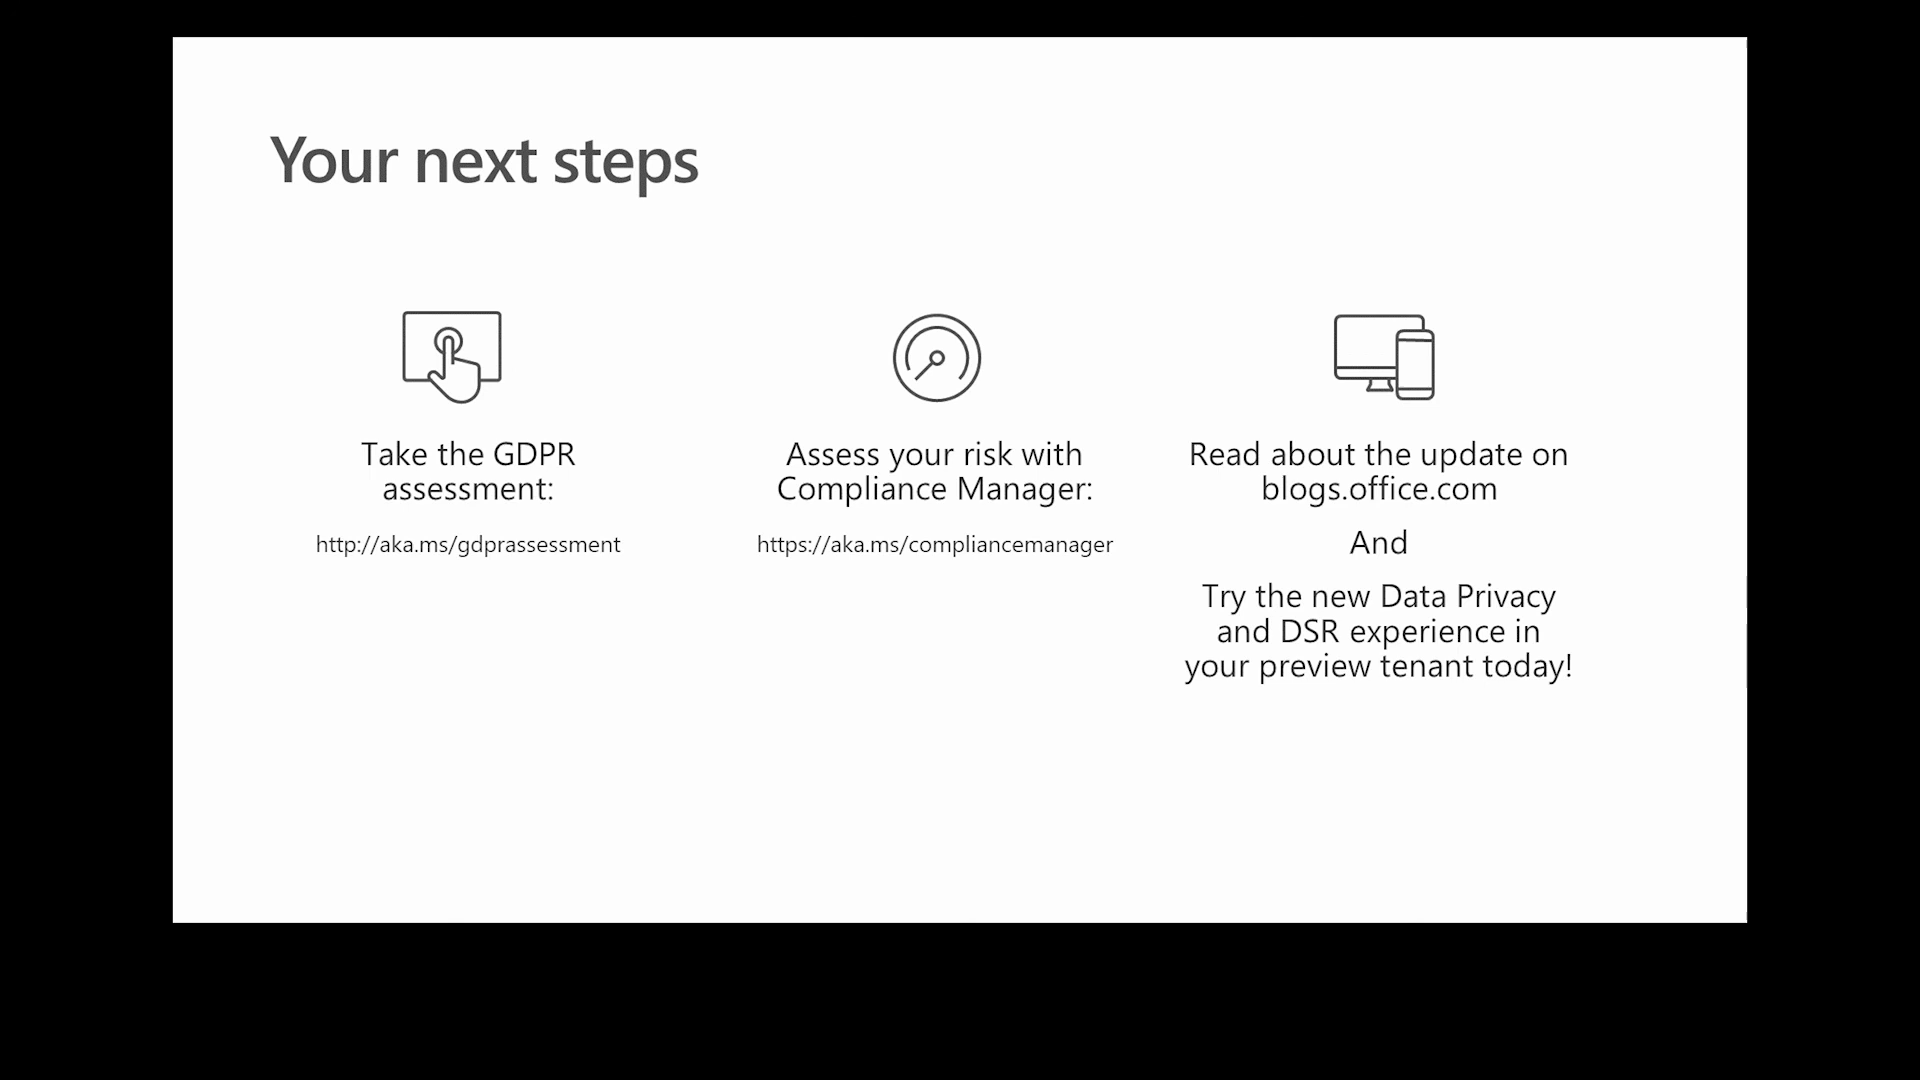 Your next steps
Take the GDPR
assessment:
http://aka.ms/gdprassessment
Assess your risk with
Compliance Manager:
https://aka.ms/compliancemanager
Read about the update on
blogs.office.com
And
Try the new Data Privacy
and DSR experience in
your preview tenant today!